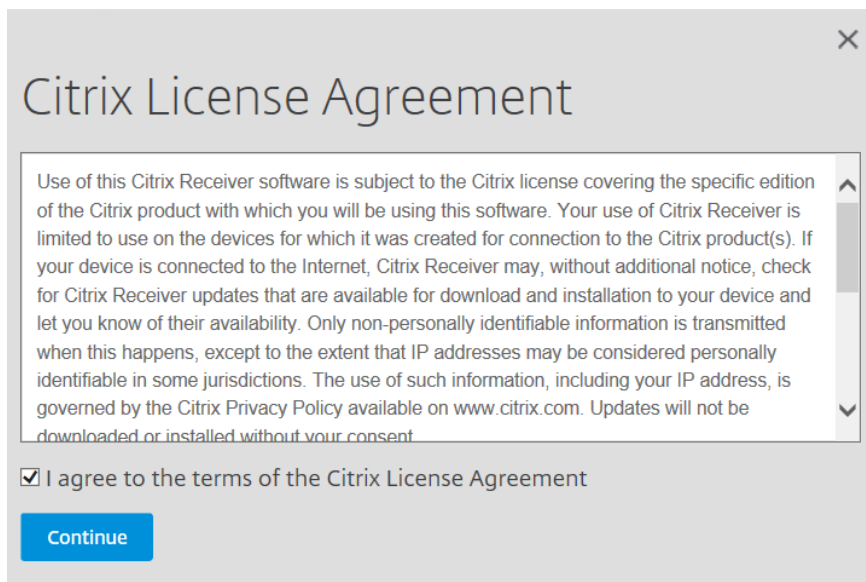 Citrix License Agreement
Use of this Citrix Receiver software is subject to the Citrix license covering the specific edition
of the Citrix product with which you will be using this software. Your use of Citrix Receiver is
limited to use on the devices for which it was created for connection to the Citrix product(s). If
your device is connected to the Internet, Citrix Receiver may, without additional notice, check
for Citrix Receiver updates that are available for download and installation to your device and
let you know of their availability. Only non-personally identifiable information is transmitted
when this happens, except to the extent that IP addresses may be considered personally
identifiable in some jurisdictions. The use of such information, including your IP address, is
governed by the Citrix Privacy Policy available on www.citrix.com. Updates will not be
downloaded or installed without your consent
I agree to the terms of the Citrix License Agreement
Continue